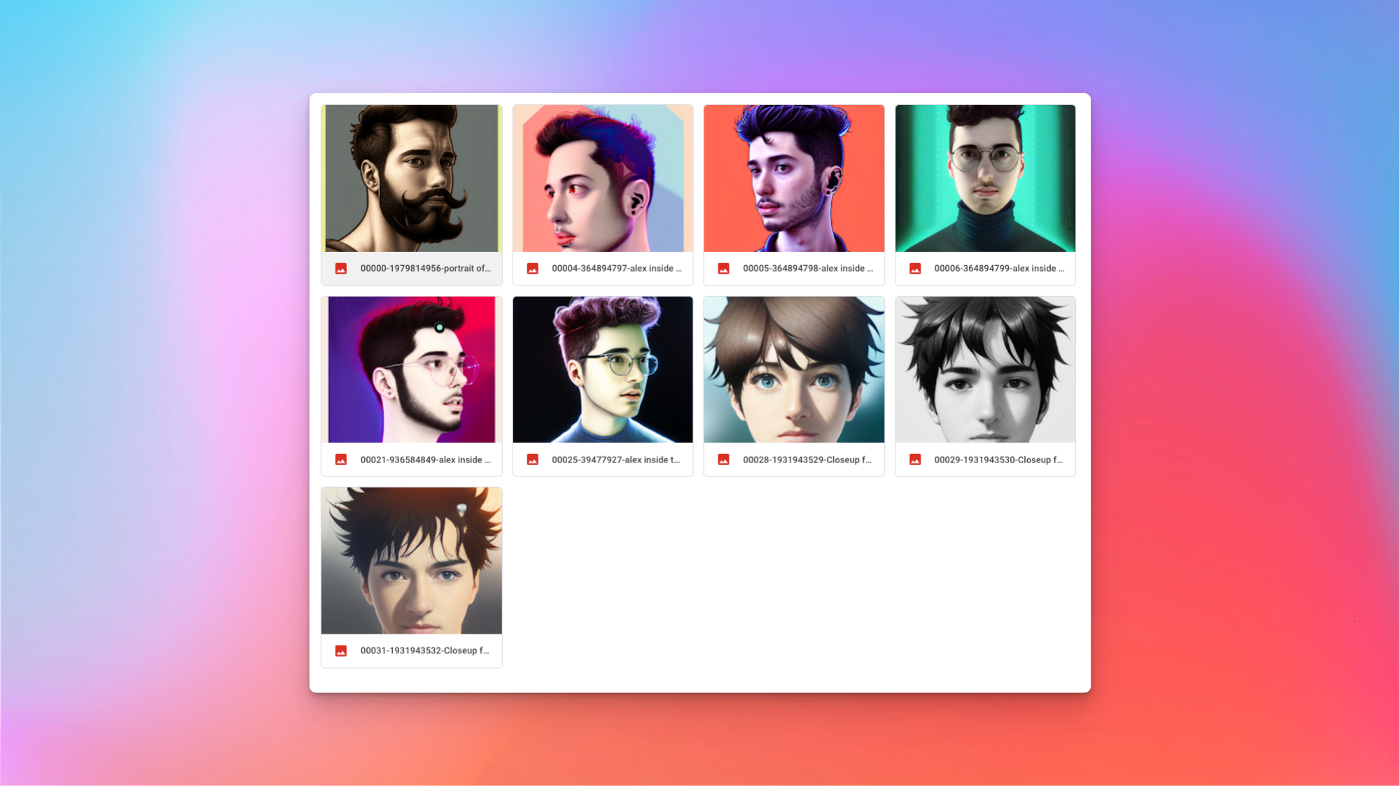 00000-1979814956-portrait of...
00004-364894797-alex inside ...
00005-364894798-alex inside ...
00006-364894799-alex inside ...
00021-936584849-alex inside ...
00025-39477927-alex inside t...
00028-1931943529-Closeup f...
00029-1931943530-Closeup f...
00031-1931943532-Closeup f...